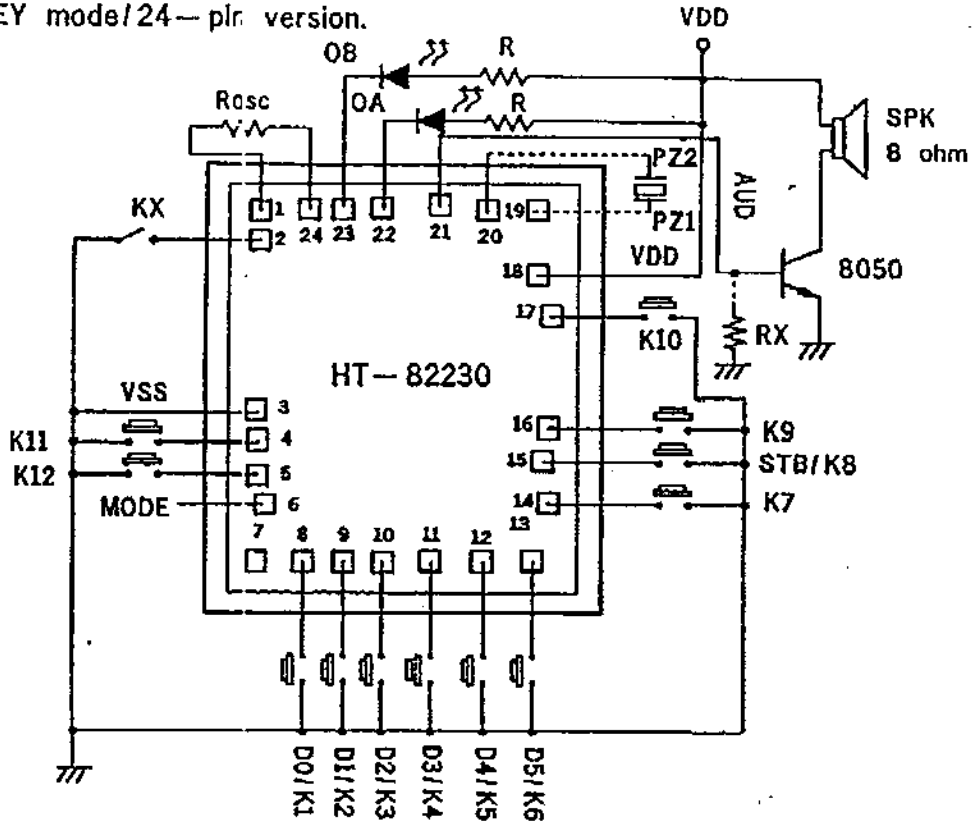 EY mode/24-pin version.
VDD
OB
R
OA
R
Rosc
SPK
8 ohm
PZ2
KX
1
2
24
23
22
21
20
19
PZ1
AUD
VDD
18
8050
17
K10
RX
HT-82230
VSS
3
K11
4
16
K9
K12
5
15
STB/K8
MODE
6
14
K7
13
7
8
9
10
11
12
D0/K1
D1/K2
D2/K3
D3/K4
D4/K5
D5/K6